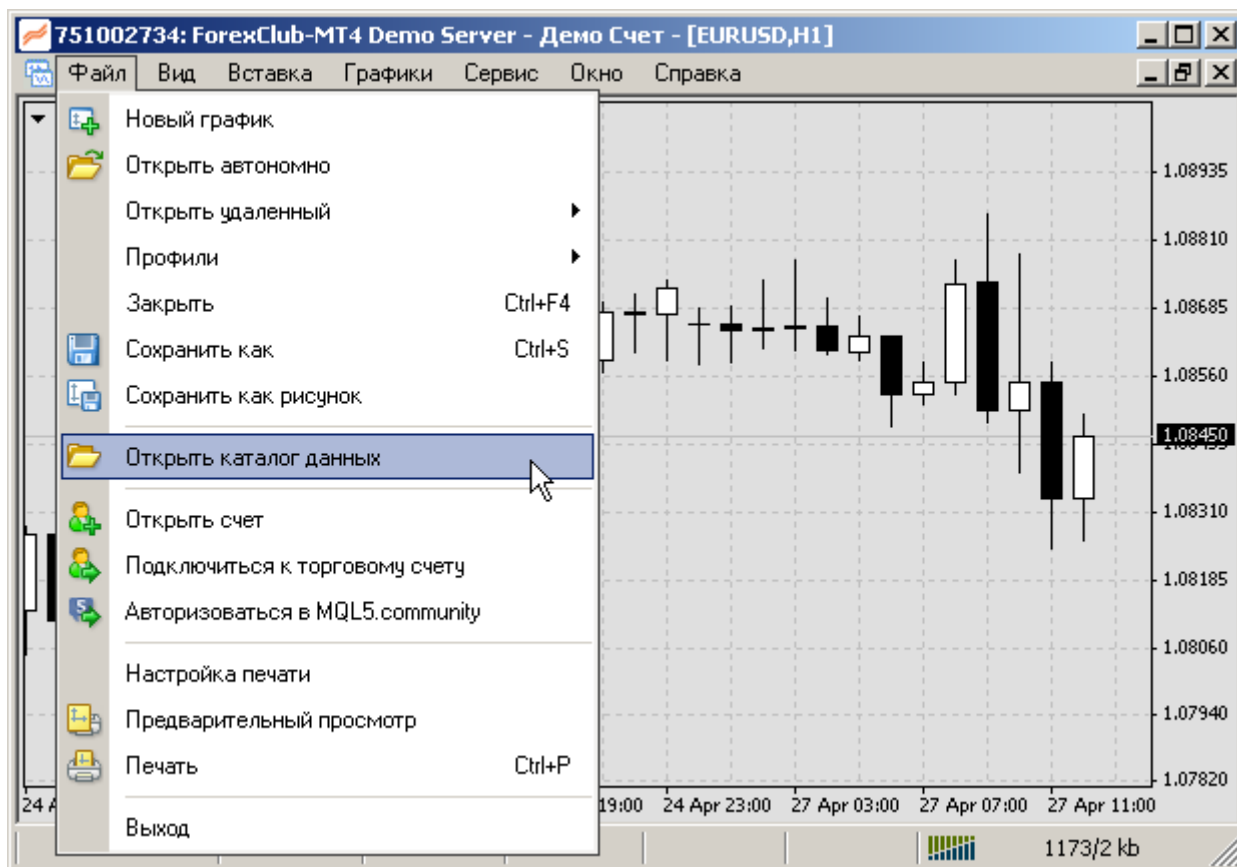 751002734: ForexClub-MT4 Demo Server - Демо Счет - [EURUSD,H1]
Файл Вид Вставка Графики Сервис Окно Справка
Новый график
Открыть автономно
Открыть удаленный
Профили
Закрыть Ctrl+F4
Сохранить как Ctrl+S
Сохранить как рисунок
Открыть каталог данных
Открыть счет
Подключиться к торговому счету
Авторизоваться в MQL5.community
Настройка печати
Предварительный просмотр
Печать Ctrl+P
Выход
1.08935
1.08810
1.08685
1.08560
1.08450
1.08310
1.08185
1.08060
1.07940
1.07820
24 19:00 24 Apr 23:00 27 Apr 03:00 27 Apr 07:00 27 Apr 11:00
1173/2 kb